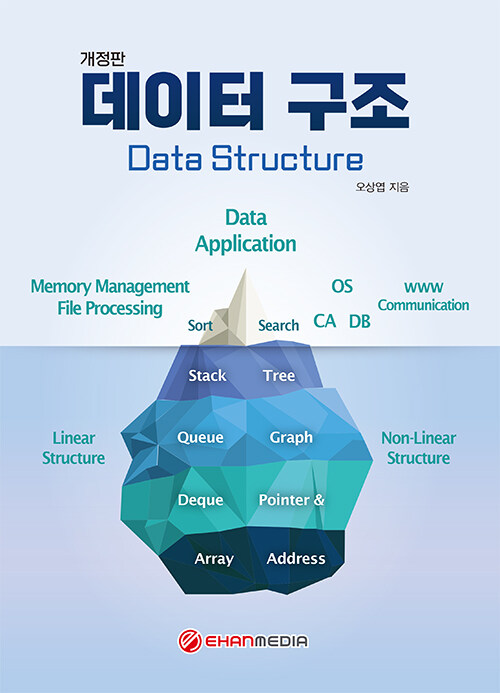 개정판
데이터 구조
Data Structure
오상엽 지음
Data
Application
Memory Management
File Processing
OS
www
Communication
CA DB
Sort Search
Stack Tree
Linear
Structure
Queue Graph
Non-Linear
Structure
Deque Pointer &
Array Address
EHANMEDIA